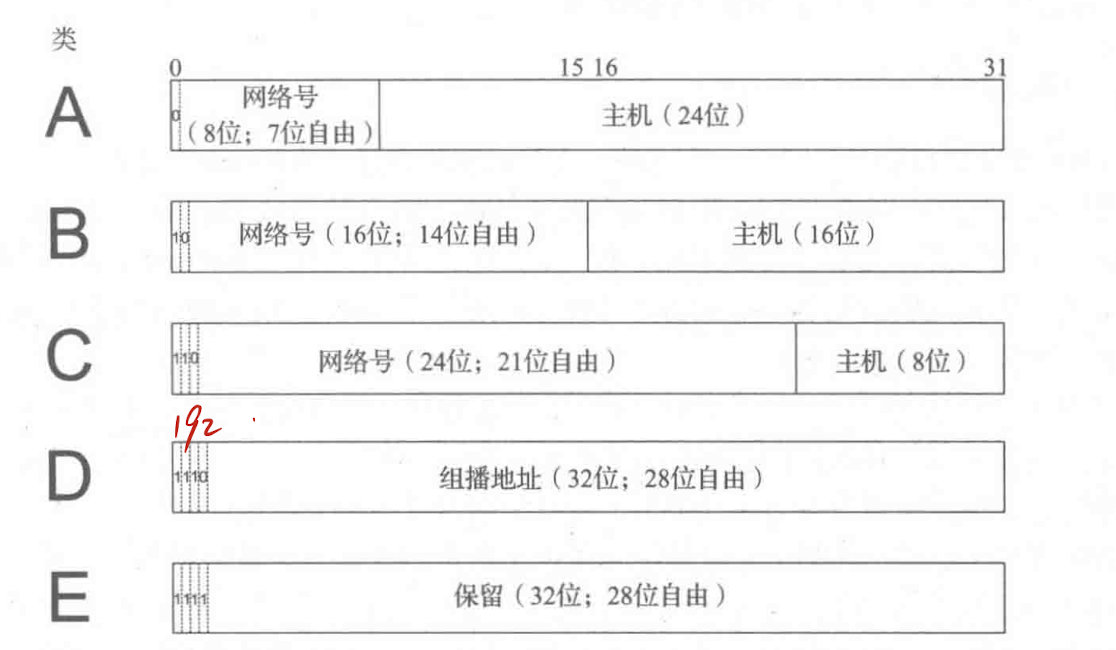 类
0 15 16 31
A
0
网络号
（8位；7位自由）
主机（24位）
B
10
网络号（16位；14位自由）
主机（16位）
C
110
网络号（24位；21位自由）
主机（8位）
192
D
1110
组播地址（32位；28位自由）
E
1111
保留（32位；28位自由）